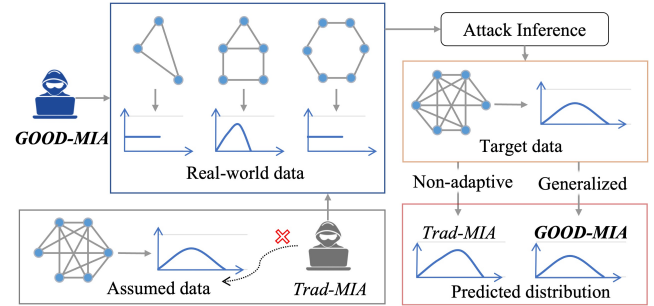 Attack Inference
GOOD-MIA
Real-world data
Target data
Non-adaptive
Generalized
Assumed data
Trad-MIA
Trad-MIA
GOOD-MIA
Predicted distribution